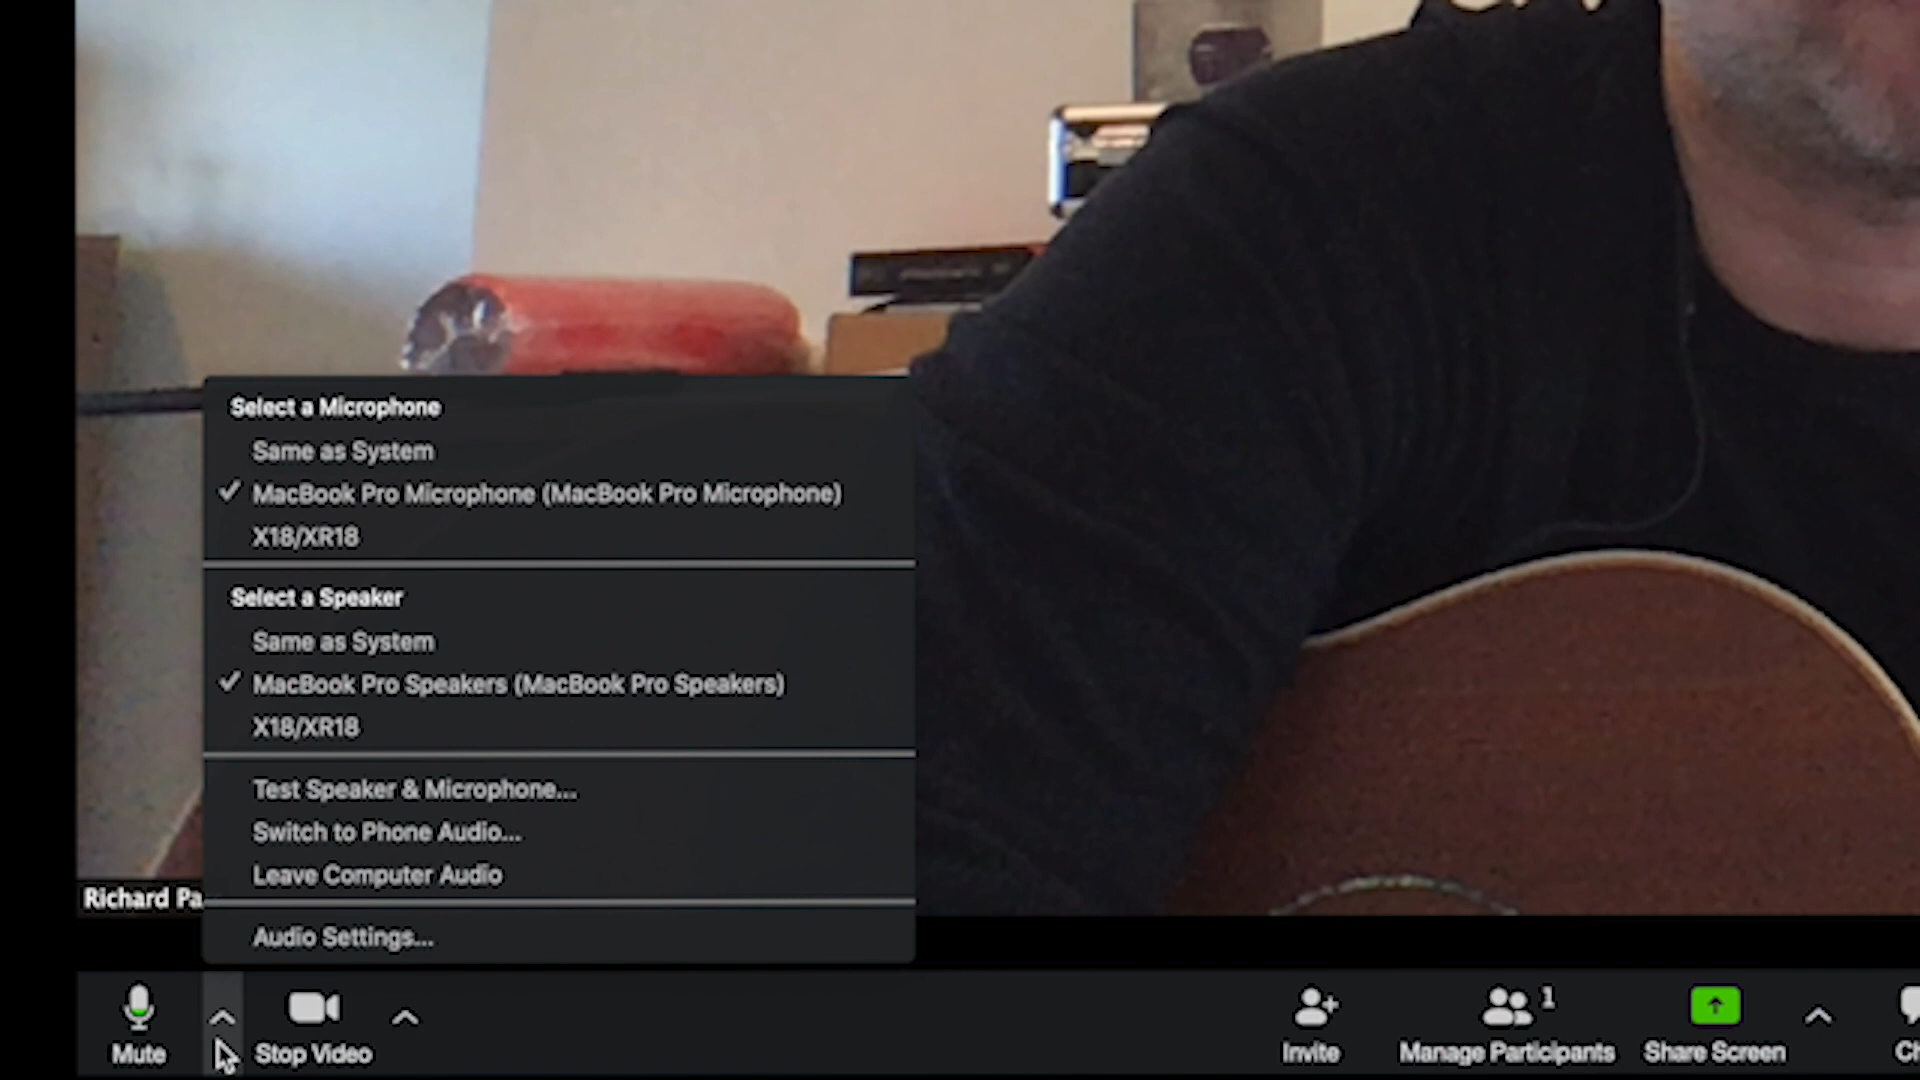 Select a Microphone
Same as System
✓ MacBook Pro Microphone (MacBook Pro Microphone)
X18/XR18
Select a Speaker
Same as System
✓ MacBook Pro Speakers (MacBook Pro Speakers)
X18/XR18
Test Speaker & Microphone...
Switch to Phone Audio...
Leave Computer Audio
Richard
Audio Settings...
1
Mute Stop Video Invite Manage Participants Share Screen